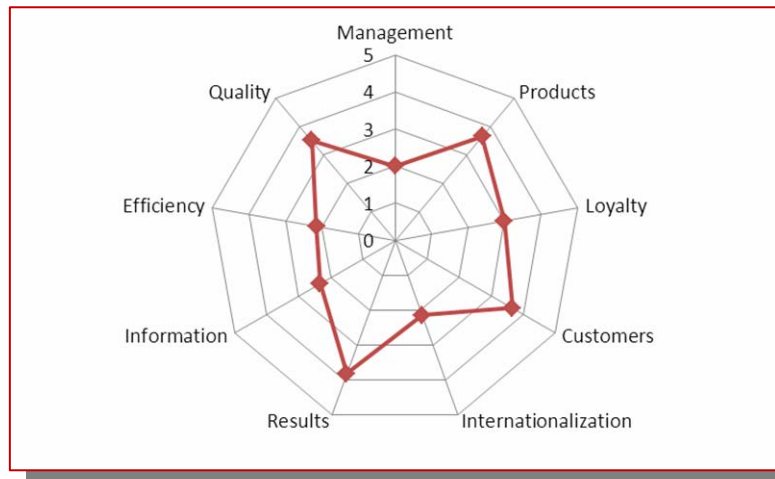 Management
5
Quality
4
Products
3
2
Efficiency
1
Loyalty
0
Information
Customers
Results
Internationalization